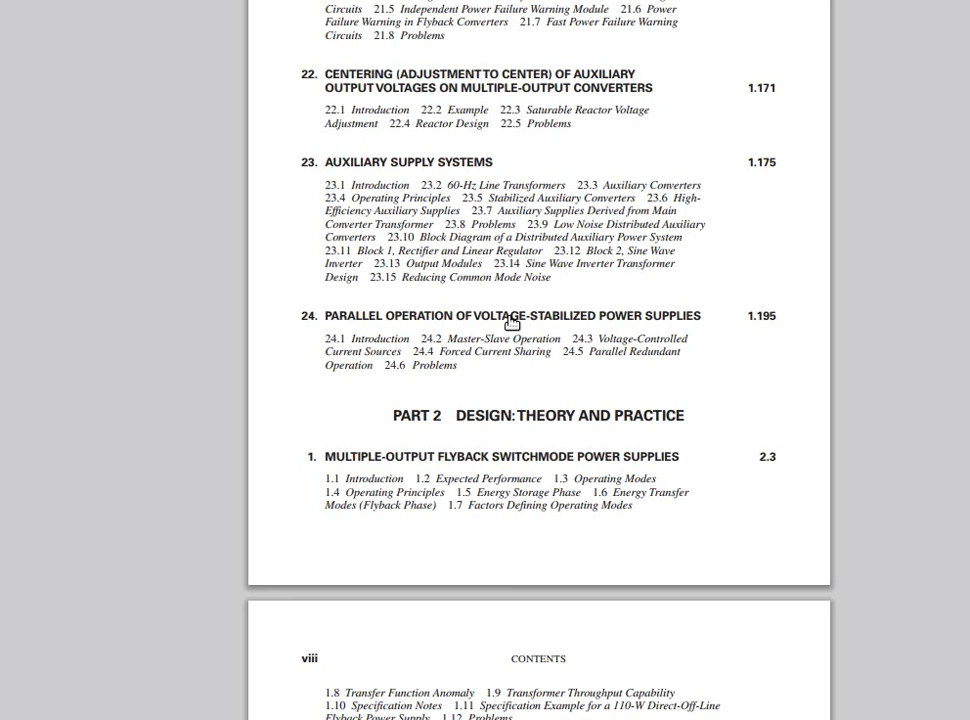 Circuits 21.5 Independent Power Failure Warning Module 21.6 Power
Failure Warning in Flyback Converters 21.7 Fast Power Failure Warning
Circuits 21.8 Problems
22. CENTERING (ADJUSTMENT TO CENTER) OF AUXILIARY
OUTPUT VOLTAGES ON MULTIPLE-OUTPUT CONVERTERS 1.171
22.1 Introduction 22.2 Example 22.3 Saturable Reactor Voltage
Adjustment 22.4 Reactor Design 22.5 Problems
23. AUXILIARY SUPPLY SYSTEMS 1.175
23.1 Introduction 23.2 60-Hz Line Transformers 23.3 Auxiliary Converters
23.4 Operating Principles 23.5 Stabilized Auxiliary Converters 23.6 High-
Efficiency Auxiliary Supplies 23.7 Auxiliary Supplies Derived from Main
Converter Transformer 23.8 Problems 23.9 Low Noise Distributed Auxiliary
Converters 23.10 Block Diagram of a Distributed Auxiliary Power System
23.11 Block 1, Rectifier and Linear Regulator 23.12 Block 2, Sine Wave
Inverter 23.13 Output Modules 23.14 Sine Wave Inverter Transformer
Design 23.15 Reducing Common Mode Noise
24. PARALLEL OPERATION OF VOLTAGE-STABILIZED POWER SUPPLIES 1.195
24.1 Introduction 24.2 Master-Slave Operation 24.3 Voltage-Controlled
Current Sources 24.4 Forced Current Sharing 24.5 Parallel Redundant
Operation 24.6 Problems
PART 2 DESIGN: THEORY AND PRACTICE
1. MULTIPLE-OUTPUT FLYBACK SWITCHMODE POWER SUPPLIES 2.3
1.1 Introduction 1.2 Expected Performance 1.3 Operating Modes
1.4 Operating Principles 1.5 Energy Storage Phase 1.6 Energy Transfer
Modes (Flyback Phase) 1.7 Factors Defining Operating Modes
viii CONTENTS
1.8 Transfer Function Anomaly 1.9 Transformer Throughput Capability
1.10 Specification Notes 1.11 Specification Example for a 110-W Direct-Off-Line
Flyback Power Supply 1.12 Problems